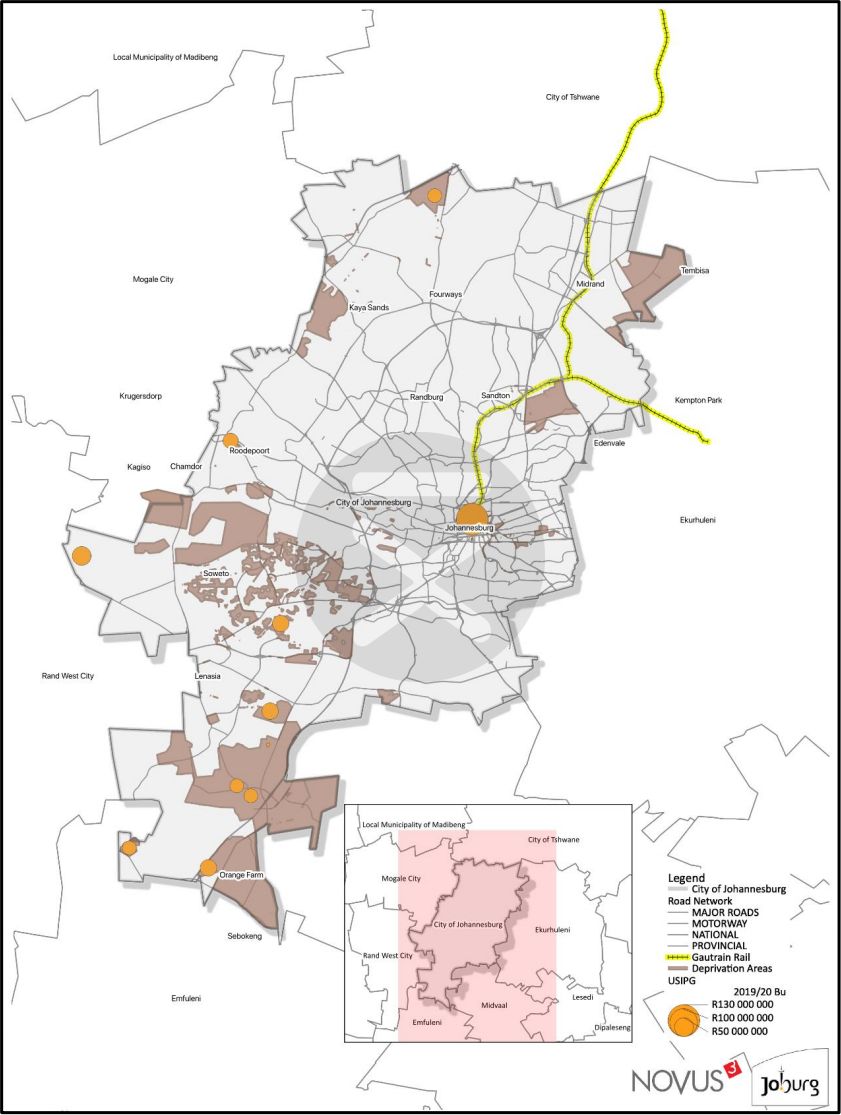 Local Municipality of Madibeng
City of Tshwane
Mogale City
Tembisa
Midrand
Fourways
Kaya Sands
Krugersdorp
Randburg
Sandton
Kempton Park
Edenvale
Roodepoort
Kagiso
Chamdor
City of Johannesburg
Johannesburg
Ekurhuleni
Soweto
Rand West City
Lenasia
Orange Farm
Sebokeng
Emfuleni
Local Municipality of Madibeng
City of Tshwane
Mogale City
City of Johannesburg
Ekurhuleni
Rand West City
Midvaal
Lesedi
Emfuleni
Dipaleseng
Legend
City of Johannesburg
Road Network
MAJOR ROADS
MOTORWAY
NATIONAL
PROVINCIAL
Gautrain Rail
Deprivation Areas
USIPG
2019/20 Bu
R130 000 000
R100 000 000
R50 000 000
NOVUS3
Joburg